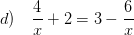 d) 4/x + 2 = 3 - 6/x